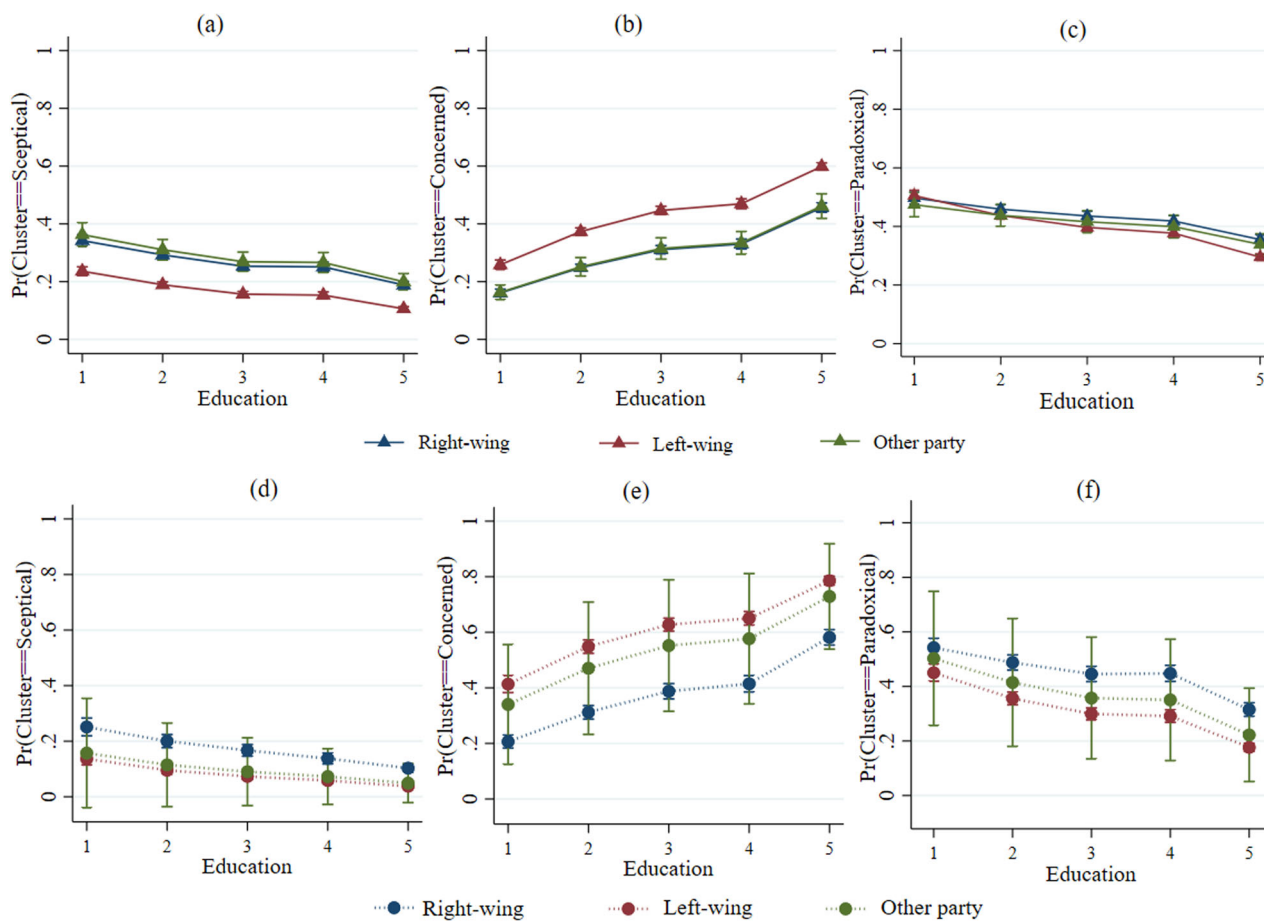 (a) (b) (c)
Pr(Cluster==Sceptical)
0 .2 .4 .6 .8 1
1 2 3 4 5
Education
Pr(Cluster==Concerned)
0 .2 .4 .6 .8 1
1 2 3 4 5
Education
Pr(Cluster==Paradoxical)
0 .2 .4 .6 .8 1
1 2 3 4 5
Education
Right-wing Left-wing Other party
(d) (e) (f)
Pr(Cluster==Sceptical)
0 .2 .4 .6 .8 1
1 2 3 4 5
Education
Pr(Cluster==Concerned)
0 .2 .4 .6 .8 1
1 2 3 4 5
Education
Pr(Cluster==Paradoxical)
0 .2 .4 .6 .8 1
1 2 3 4 5
Education
Right-wing Left-wing Other party